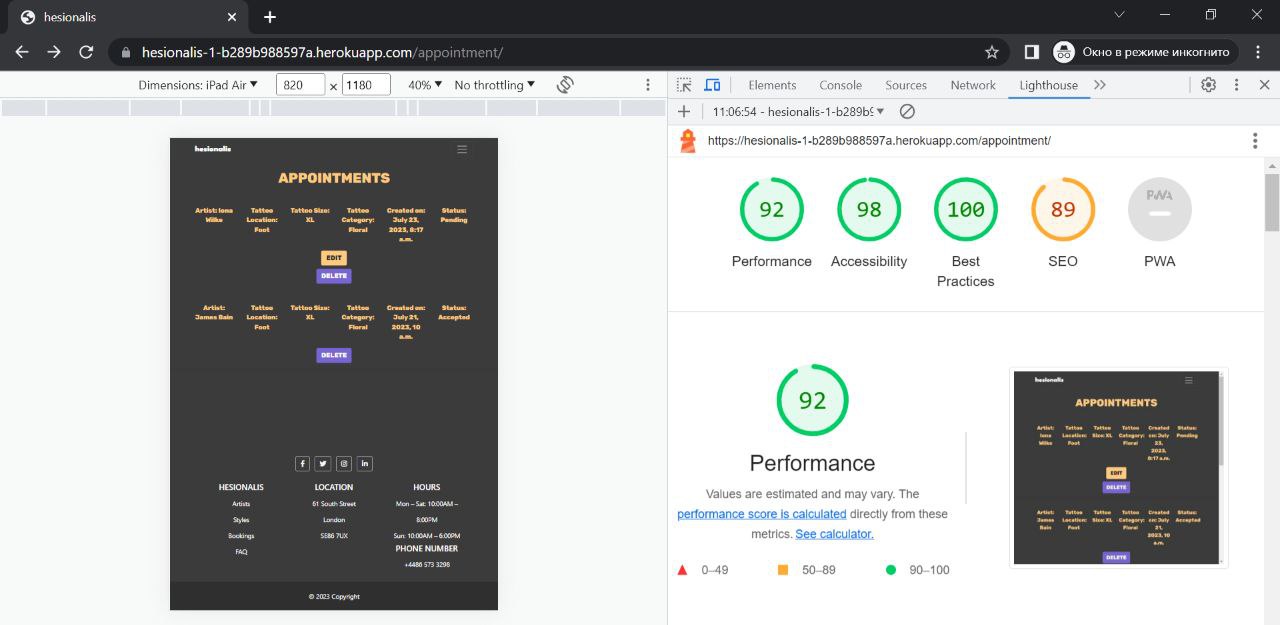 hesionalis
hesionalis-1-b289b988597a.herokuapp.com/appointment/
Окно в режиме инкогнито
Dimensions: iPad Air
820 × 1180
40%
No throttling
Elements Console Sources Network Lighthouse
11:06:54 - hesionalis-1-b289b
https://hesionalis-1-b289b988597a.herokuapp.com/appointment/
hesionalis
APPOINTMENTS
Artist: Iona
Wilke
Tattoo
Location:
Foot
Tattoo Size:
XL
Tattoo
Category:
Floral
Created on:
July 23,
2023, 8:17
a.m.
Status:
Pending
EDIT
DELETE
Artist:
James Bain
Tattoo
Location:
Foot
Tattoo Size:
XL
Tattoo
Category:
Floral
Created on:
July 21,
2023, 10
a.m.
Status:
Accepted
DELETE
HESIONALIS
Artists
Styles
Bookings
FAQ
LOCATION
61 South Street
London
SE86 7UX
HOURS
Mon – Sat: 10:00AM –
8:00PM
Sun: 10:00AM – 6:00PM
PHONE NUMBER
+4486 573 3298
© 2023 Copyright
92
Performance
98
Accessibility
100
Best
Practices
89
SEO
PWA
PWA
92
Performance
Values are estimated and may vary. The
performance score is calculated directly from these
metrics. See calculator.
0–49
50–89
90–100
hesionalis
APPOINTMENTS
Artist:
Iona
Wilke
Tattoo
Location:
Foot
Tattoo
Size: XL
Tattoo
Category:
Floral
Created
on: July
23,
2023,
8:17 a.m.
Status:
Pending
EDIT
DELETE
Artist:
James
Bain
Tattoo
Location:
Foot
Tattoo
Size: XL
Tattoo
Category:
Floral
Created
on: July
21,
2023, 10
a.m.
Status:
Accepted
DELETE